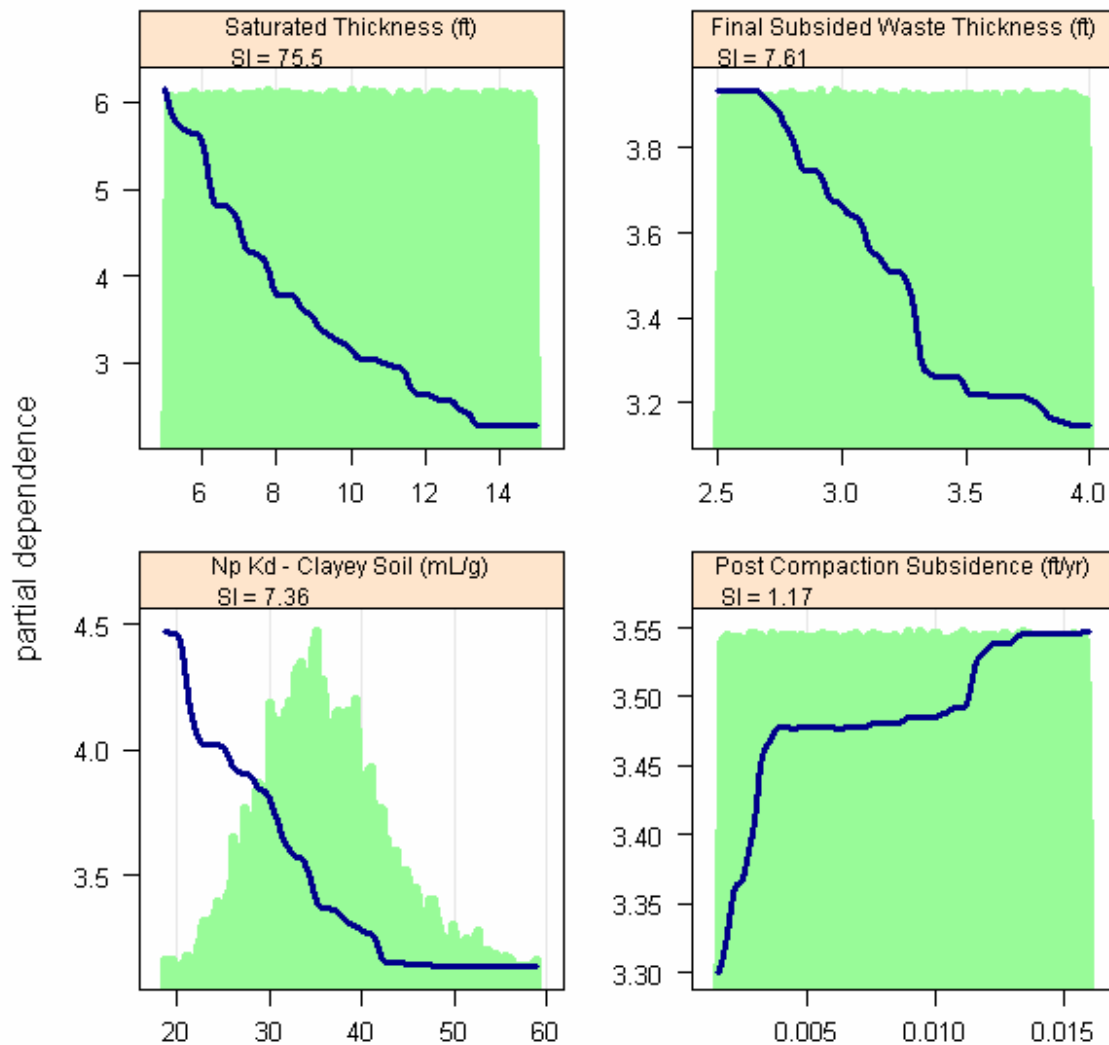 Saturated Thickness (ft)
SI = 75.5
Final Subsided Waste Thickness (ft)
SI = 7.61
6
5
4
3
6 8 10 12 14
3.8
3.6
3.4
3.2
2.5 3.0 3.5 4.0
partial dependence
Np Kd - Clayey Soil (mL/g)
SI = 7.36
Post Compaction Subsidence (ft/yr)
SI = 1.17
4.5
4.0
3.5
20 30 40 50 60
3.55
3.50
3.45
3.40
3.35
3.30
0.005 0.010 0.015